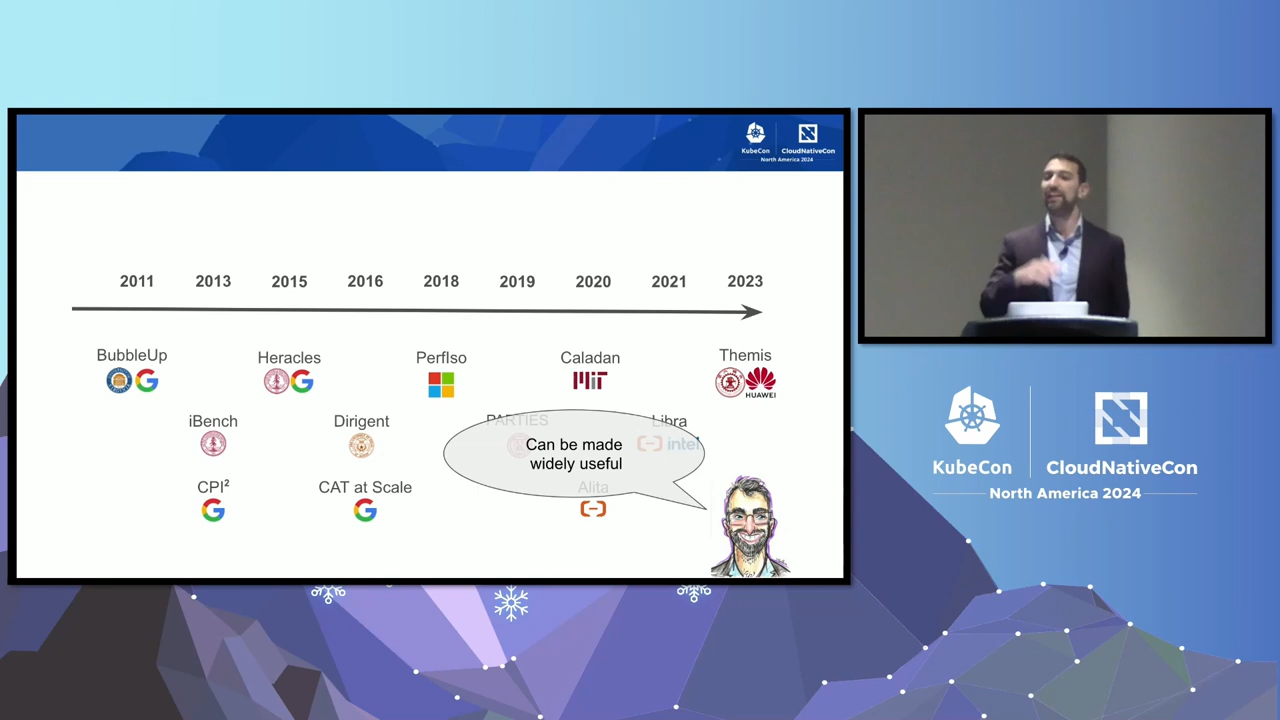 KubeCon
CloudNativeCon
North America 2024
2011 2013 2015 2016 2018 2019 2020 2021 2023
BubbleUp Heracles PerfIso Caladan Themis
MIT
HUAWEI
iBench Dirigent PARTIES Libra
intel
Can be made
widely useful
CPI² CAT at Scale Alita
KubeCon
CloudNativeCon
North America 2024